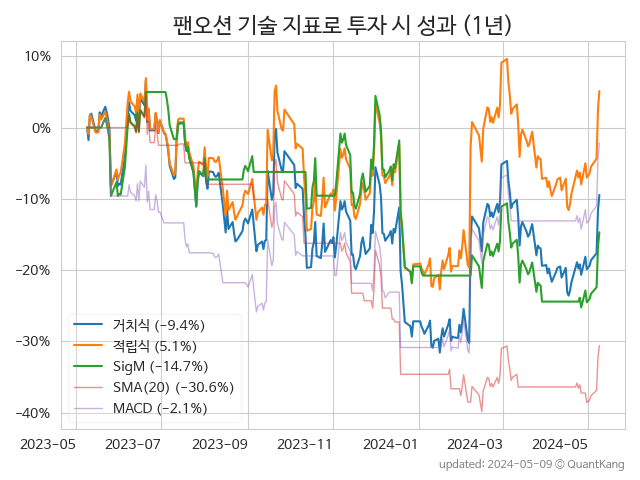 팬오션 기술 지표로 투자 시 성과 (1년)
10%
0%
−10%
−20%
−30%
−40%
거치식 (−9.4%)
적립식 (5.1%)
SigM (−14.7%)
SMA(20) (−30.6%)
MACD (−2.1%)
2023-05 2023-07 2023-09 2023-11 2024-01 2024-03 2024-05
updated: 2024-05-09 ⓒ QuantKang